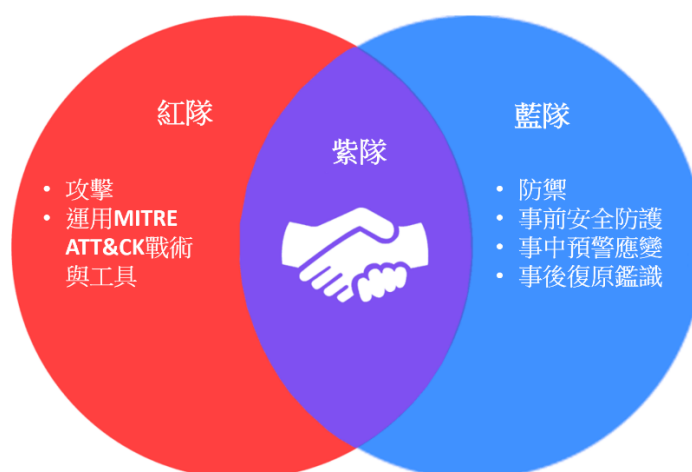 紅隊
• 攻擊
• 運用MITRE
ATT&CK戰術
與工具
紫隊
藍隊
• 防禦
• 事前安全防護
• 事中預警應變
• 事後復原鑑識